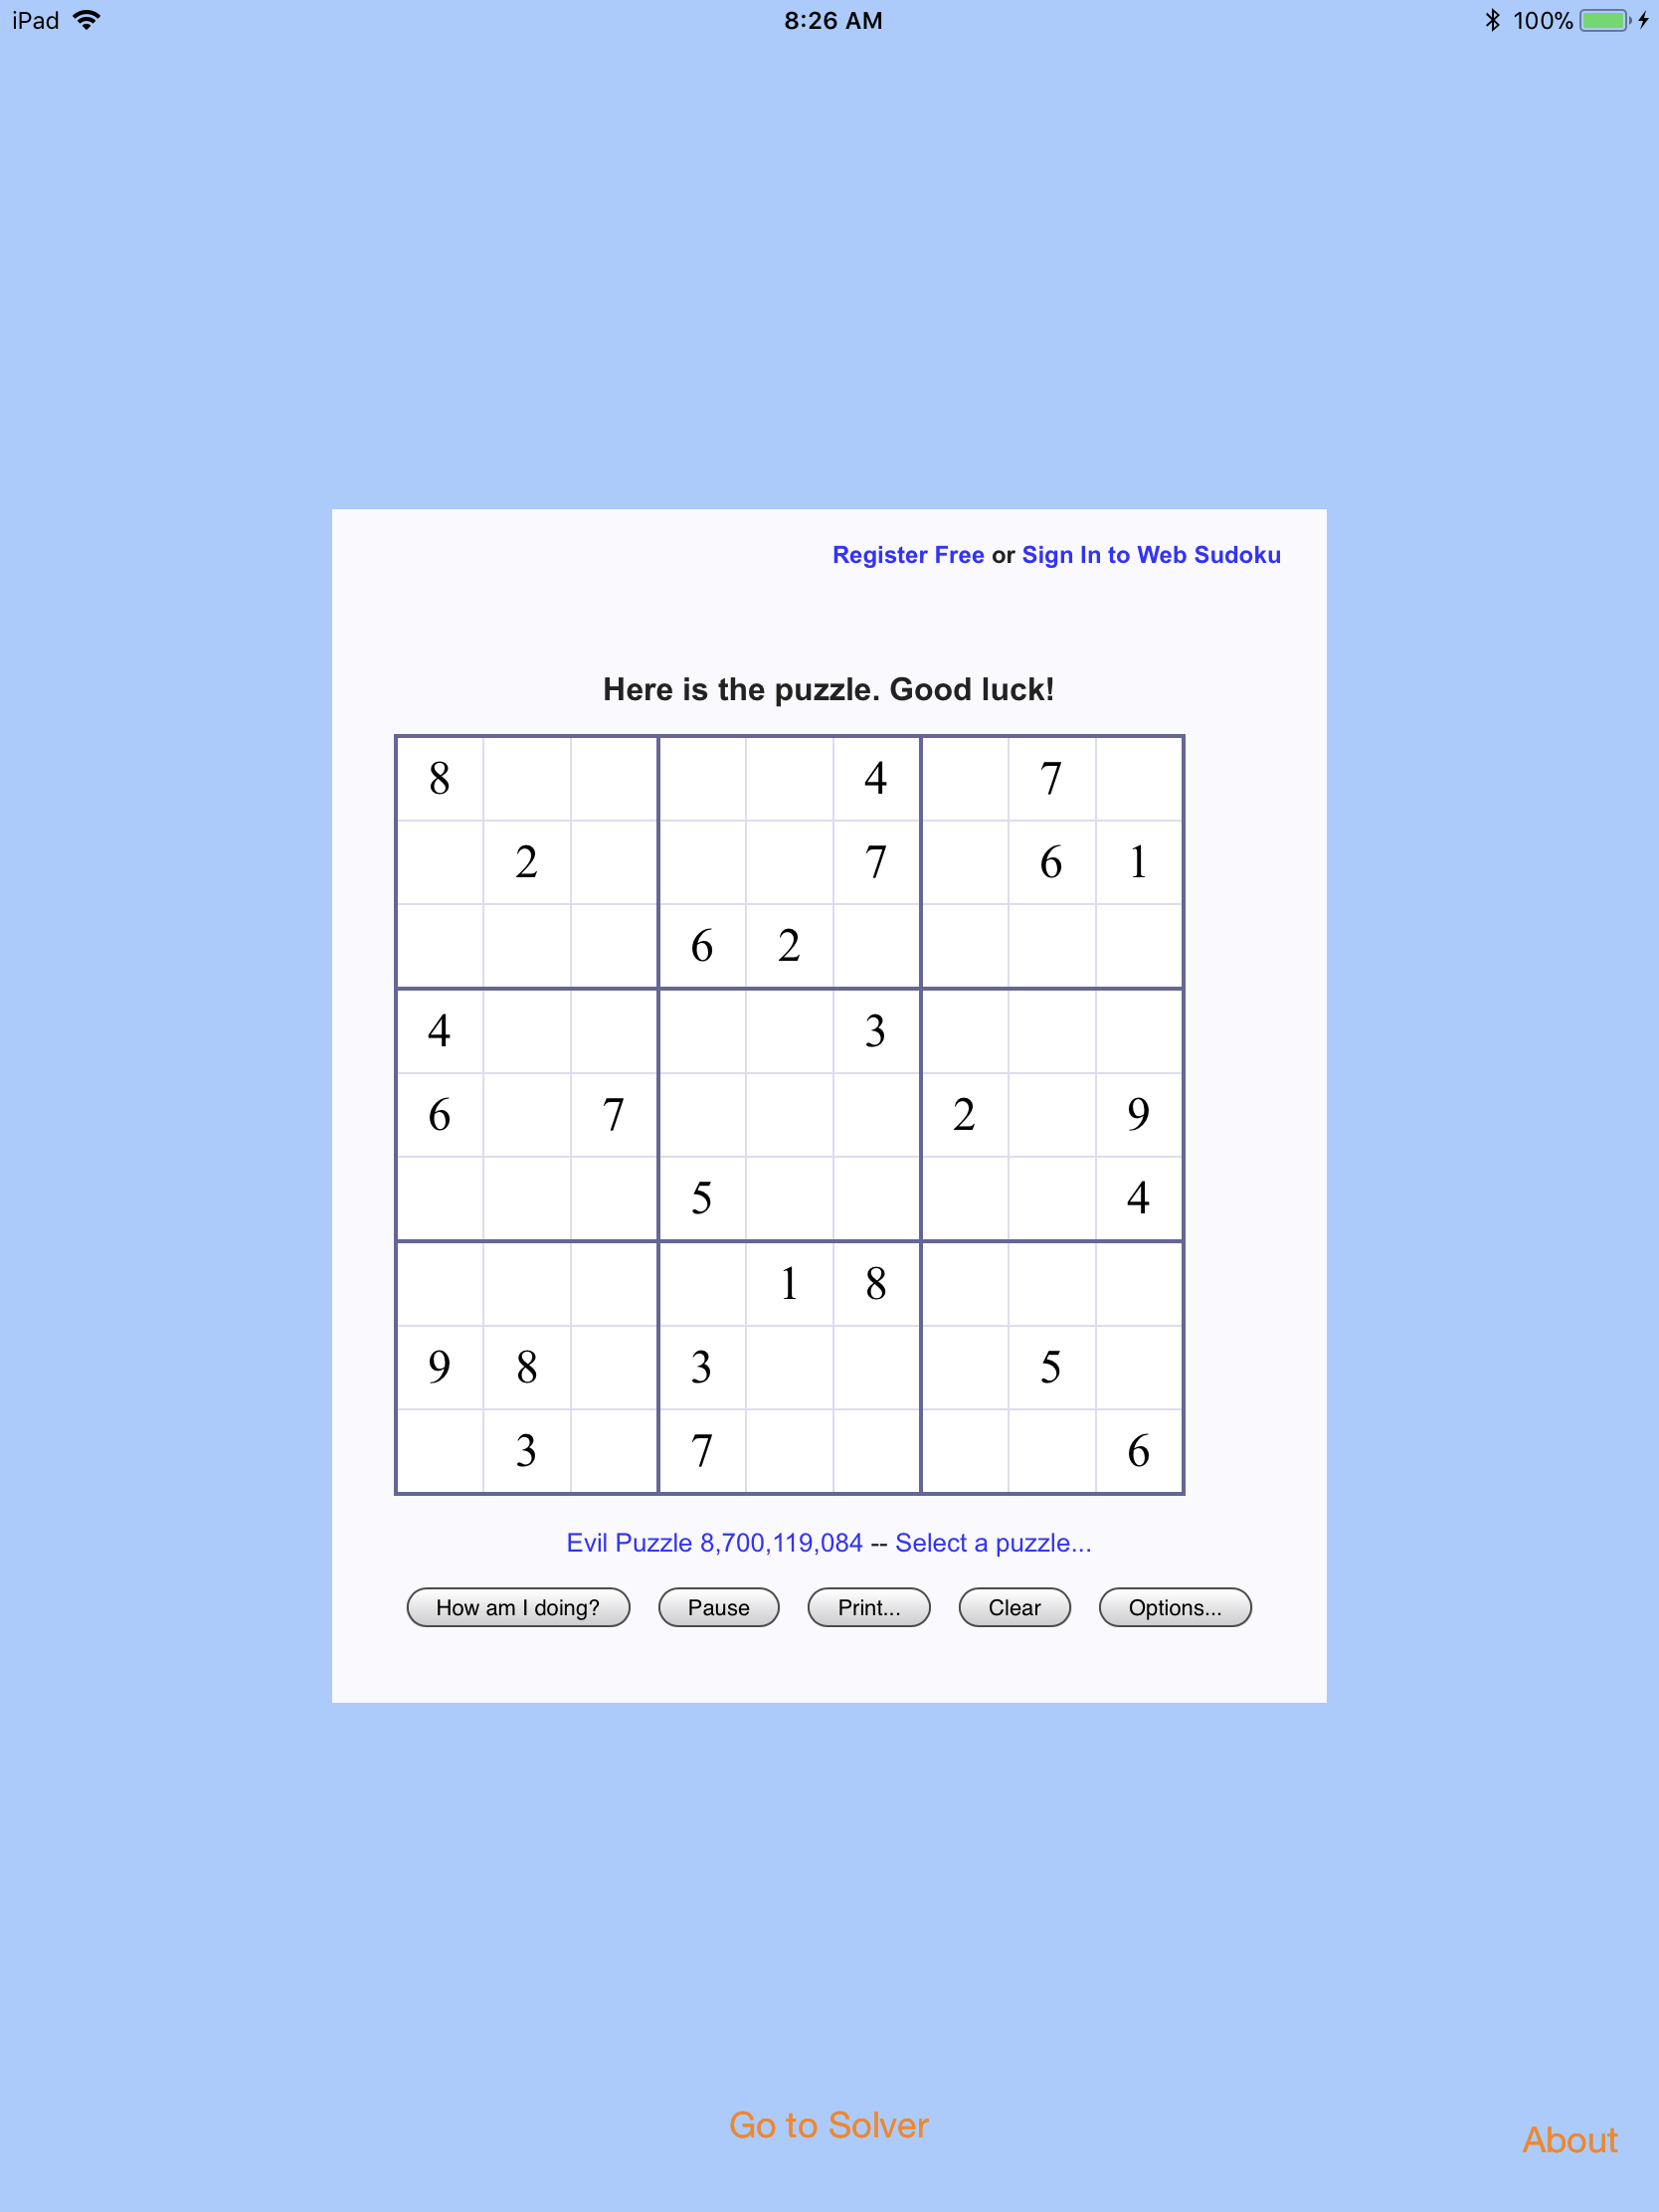 iPad 8:26 AM 100%
Register Free or Sign In to Web Sudoku
Here is the puzzle. Good luck!
8 4 7
2 7 6 1
6 2
4 3
6 7 2 9
5 4
1 8
9 8 3 5
3 7 6
Evil Puzzle 8,700,119,084 -- Select a puzzle...
How am I doing? Pause Print... Clear Options...
Go to Solver
About